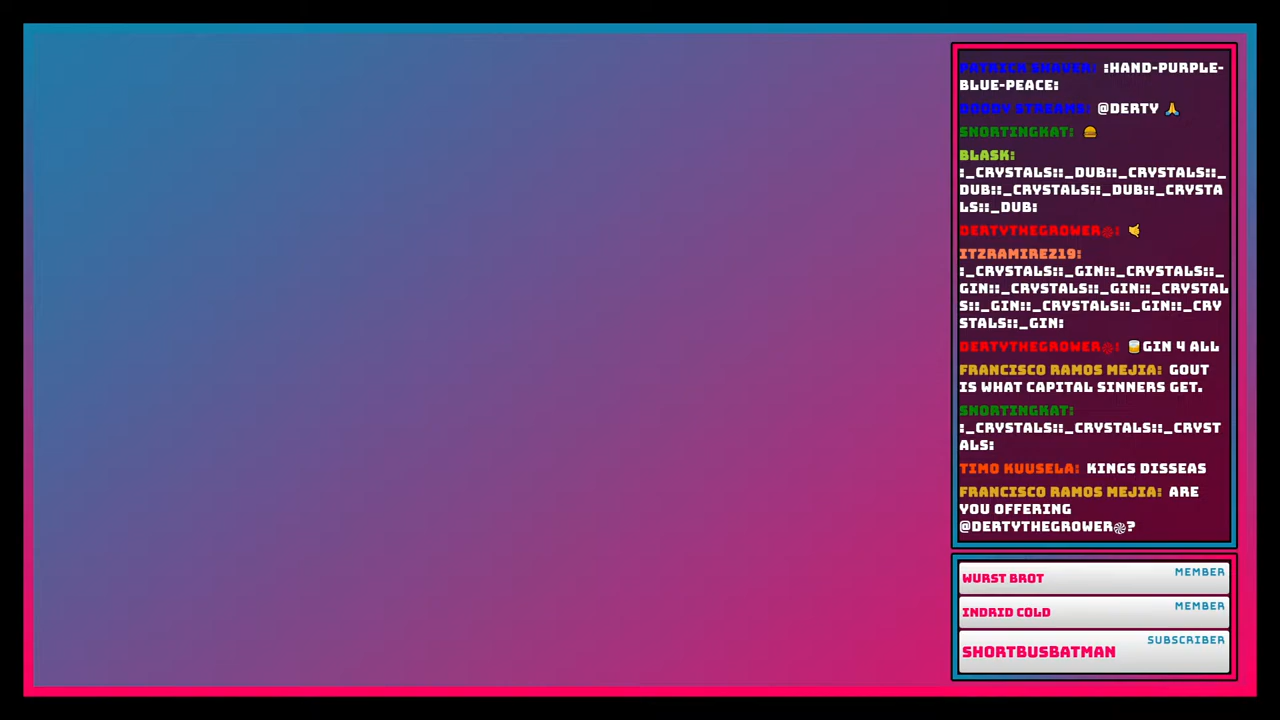 PATRICK SHAVER: :HAND-PURPLE-
BLUE-PEACE:
@DERTY 🙏
SNORTINGKAT: 🍔
BLASK:
:_CRYSTALS::_DUB::_CRYSTALS::_
DUB::_CRYSTALS::_DUB::_CRYSTA
LS::_DUB:
DERTYTHEGROWER֍: 🤙
ITZRAMIREZ19:
:_CRYSTALS::_GIN::_CRYSTALS::_
GIN::_CRYSTALS::_GIN::_CRYSTAL
S::_GIN::_CRYSTALS::_GIN::_CRY
STALS::_GIN:
DERTYTHEGROWER֍: 🥃GIN 4 ALL
FRANCISCO RAMOS MEJIA: GOUT
IS WHAT CAPITAL SINNERS GET.
SNORTINGKAT:
:_CRYSTALS::_CRYSTALS::_CRYST
ALS:
TIMO KUUSELA: KINGS DISSEAS
FRANCISCO RAMOS MEJIA: ARE
YOU OFFERING
@DERTYTHEGROWER֍?
WURST BROT MEMBER
INDRID COLD MEMBER
SHORTBUSBATMAN SUBSCRIBER